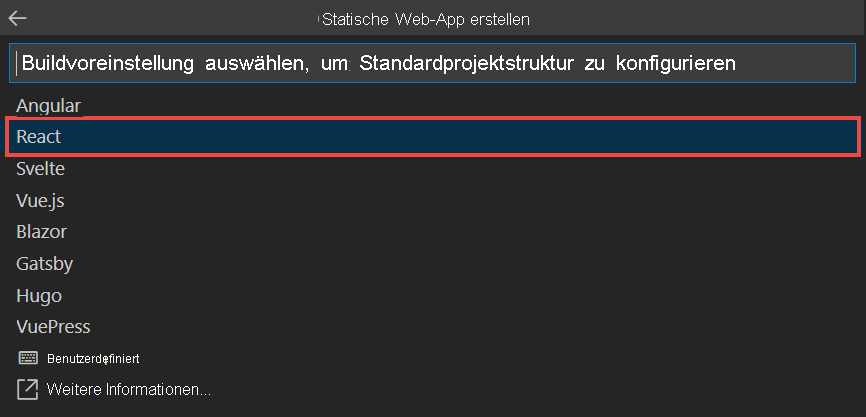 Statische Web-App erstellen
Buildvoreinstellung auswählen, um Standardprojektstruktur zu konfigurieren
Angular
React
Svelte
Vue.js
Blazor
Gatsby
Hugo
VuePress
Benutzerdefiniert
Weitere Informationen...